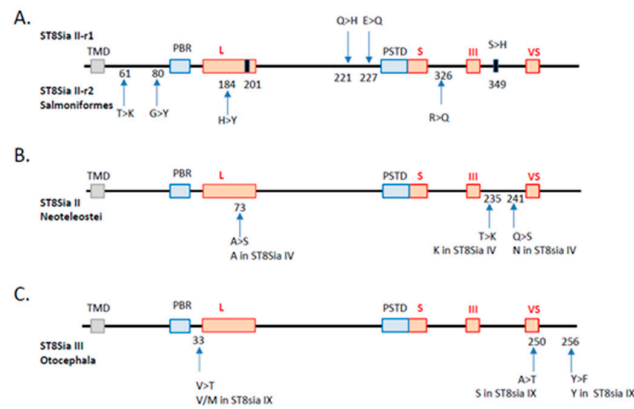 A.
ST8Sia II-r1
Q>H E>Q
TMD PBR L PSTD S III S>H VS
61 80 184 201 221 227 326 349
ST8Sia II-r2
Salmoniformes
T>K G>Y H>Y R>Q
B.
TMD PBR L PSTD S III VS
ST8Sia II
Neoteleostei
73 235 241
A>S T>K Q>S
A in ST8Sia IV K in ST8Sia IV N in ST8sia IV
C.
TMD PBR L PSTD S III VS
ST8Sia III
Otocephala
33 250 256
V>T A>T Y>F
V/M in ST8sia IX S in ST8sia IX Y in ST8sia IX